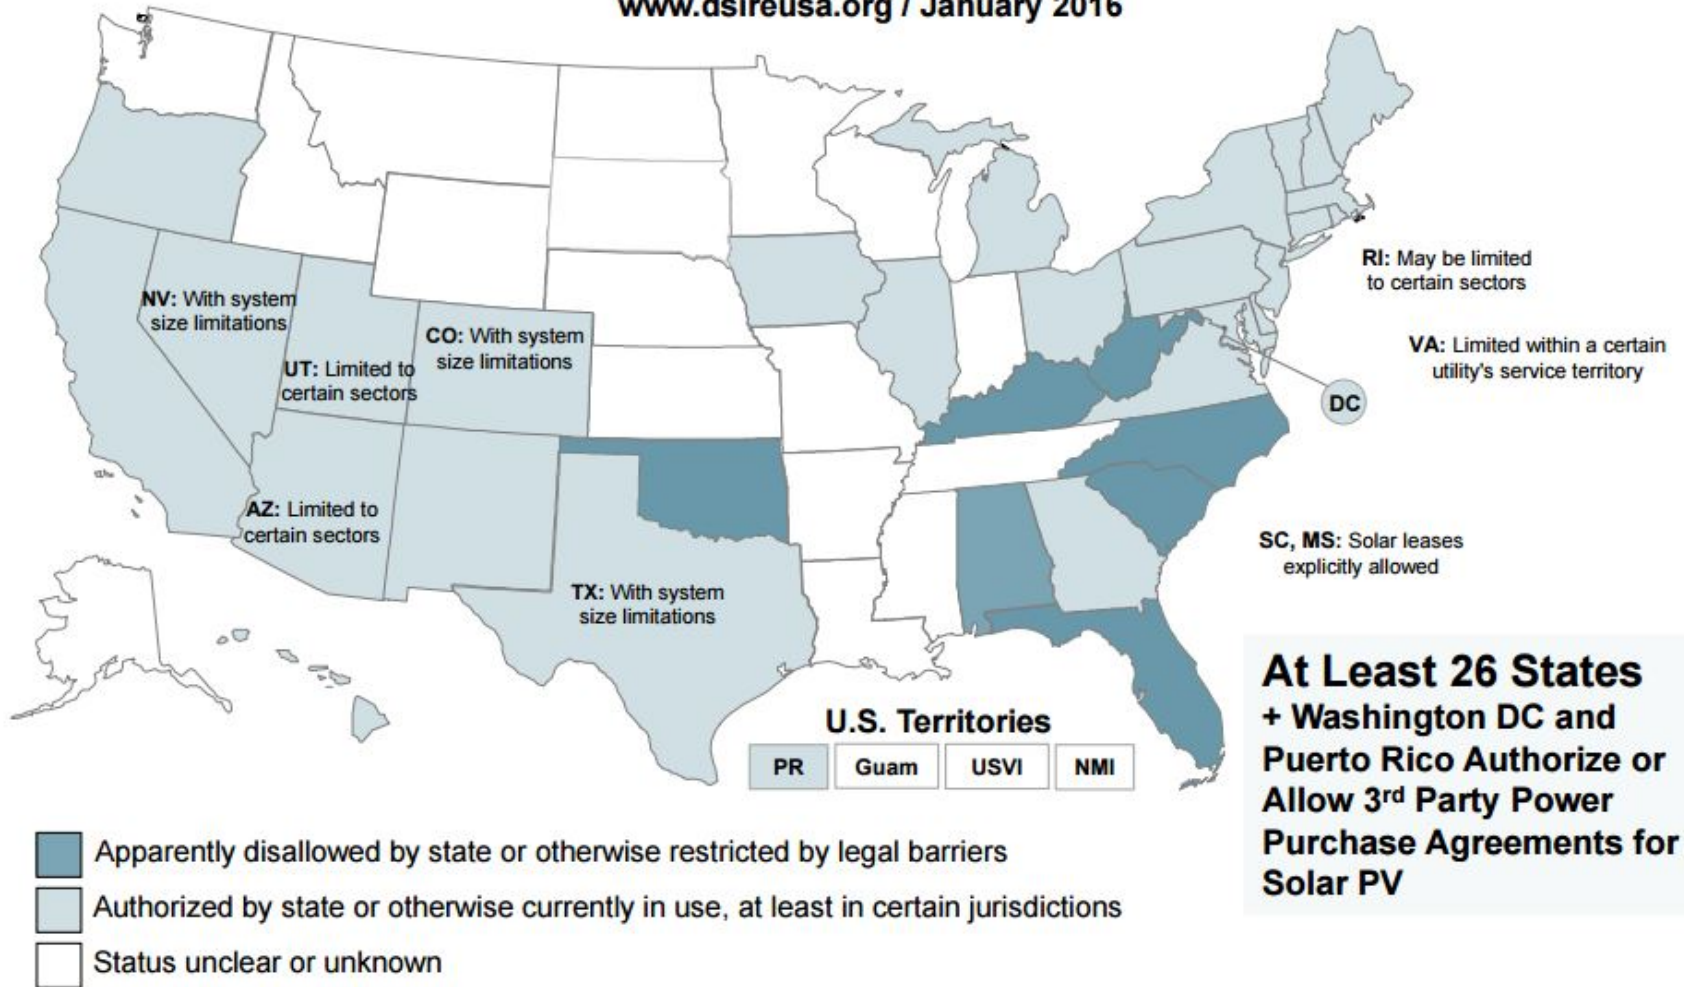 www.dsireusa.org / January 2016
NV: With system
size limitations
UT: Limited to
certain sectors
CO: With system
size limitations
AZ: Limited to
certain sectors
TX: With system
size limitations
RI: May be limited
to certain sectors
VA: Limited within a certain
utility's service territory
DC
SC, MS: Solar leases
explicitly allowed
U.S. Territories
PR
Guam
USVI
NMI
At Least 26 States
+ Washington DC and
Puerto Rico Authorize or
Allow 3rd Party Power
Purchase Agreements for
Solar PV
Apparently disallowed by state or otherwise restricted by legal barriers
Authorized by state or otherwise currently in use, at least in certain jurisdictions
Status unclear or unknown